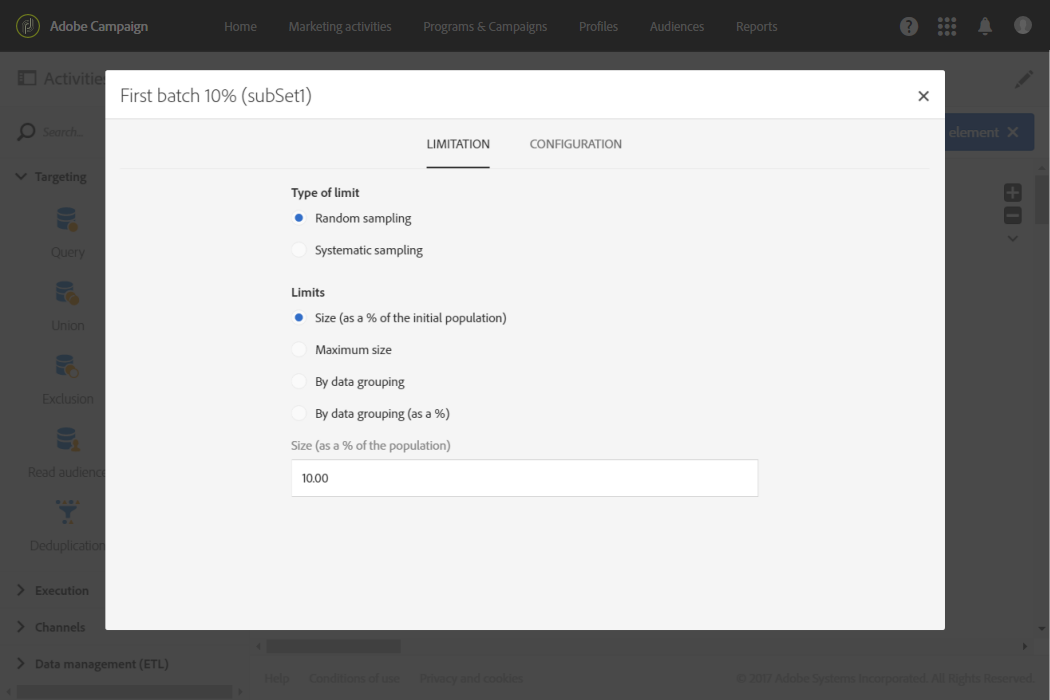 Adobe Campaign
Home
Marketing activities
Programs & Campaigns
Profiles
Audiences
Reports
Activities
First batch 10% (subSet1)
Search...
element
LIMITATION
CONFIGURATION
Targeting
Type of limit
Random sampling
Systematic sampling
Query
Limits
Size (as a % of the initial population)
Union
Maximum size
By data grouping
Exclusion
By data grouping (as a %)
Size (as a % of the population)
Read audience
10.00
Deduplication
Execution
Channels
Data management (ETL)
Help
Conditions of use
Privacy and cookies
© 2017 Adobe Systems Incorporated. All Rights Reserved.